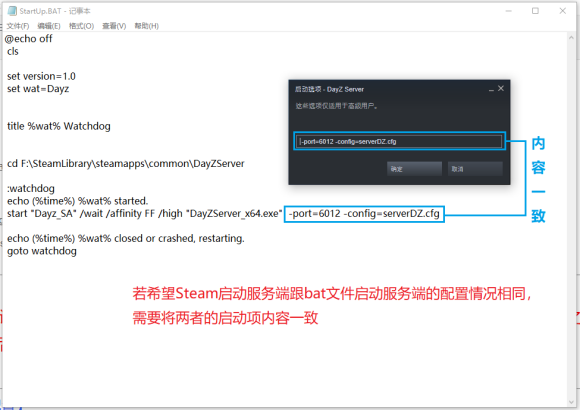 StartUp.BAT - 记事本
文件(F) 编辑(E) 格式(O) 查看(V) 帮助(H)
@echo off
cls
set version=1.0
set wat=Dayz
title %wat% Watchdog
cd F:\SteamLibrary\steamapps\common\DayZServer
:watchdog
echo (%time%) %wat% started.
start "Dayz_SA" /wait /affinity FF /high "DayZServer_x64.exe" -port=6012 -config=serverDZ.cfg
echo (%time%) %wat% closed or crashed, restarting.
goto watchdog
启动选项 - DayZ Server
这些选项仅适用于高级用户。
-port=6012 -config=serverDZ.cfg
确定 取消
内
容
一
致
若希望Steam启动服务端跟bat文件启动服务端的配置情况相同，
需要将两者的启动项内容一致